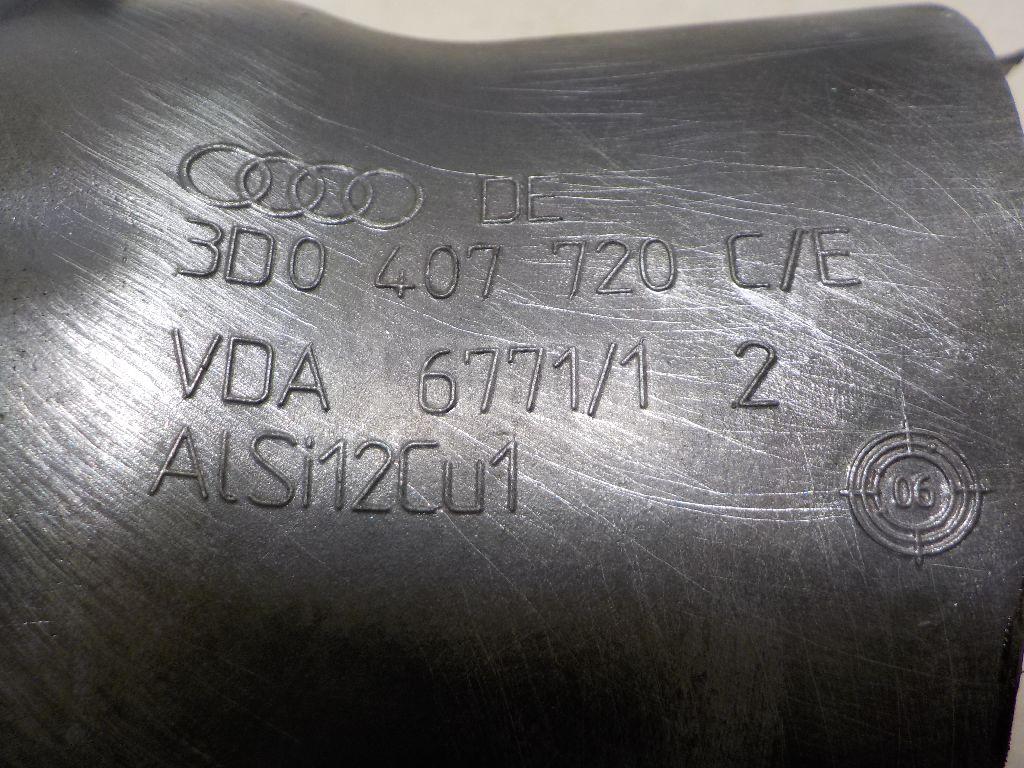 DE
3D0 407 720 C/E
VDA 6771/1 2
AlSi12Cu1
06